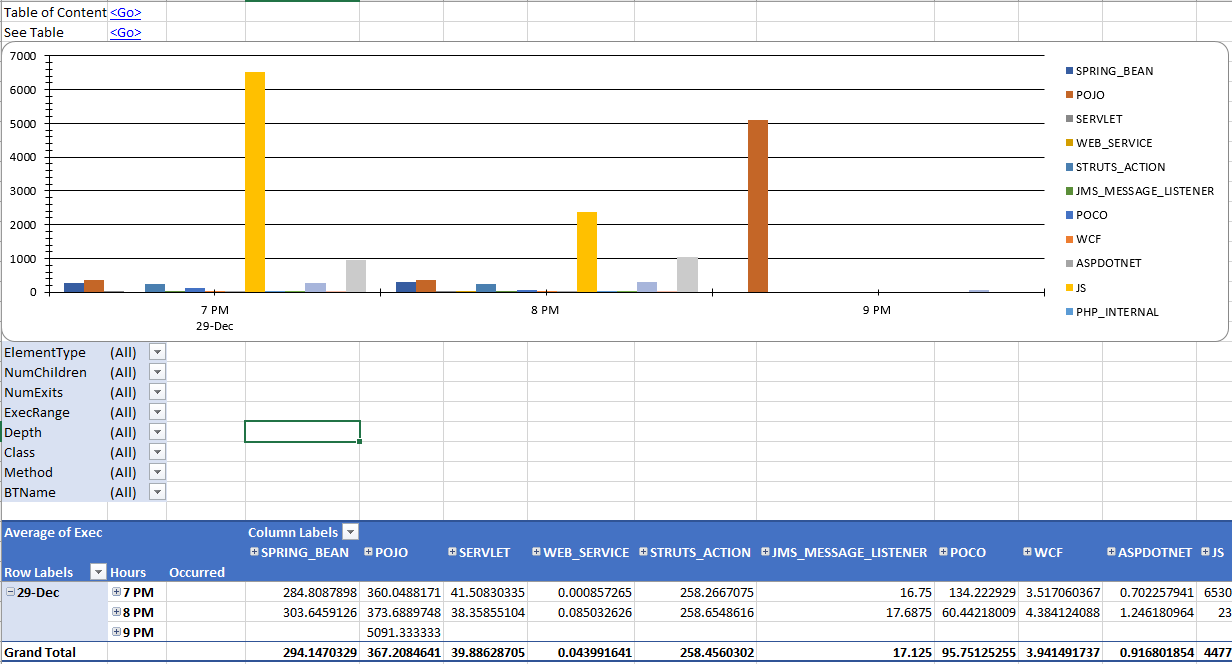 Table of Content <Go>
See Table <Go>
7000
6000
5000
4000
3000
2000
1000
0
7 PM
8 PM
9 PM
29-Dec
SPRING_BEAN
POJO
SERVLET
WEB_SERVICE
STRUTS_ACTION
JMS_MESSAGE_LISTENER
POCO
WCF
ASPDOTNET
JS
PHP_INTERNAL
ElementType (All)
NumChildren (All)
NumExits (All)
ExecRange (All)
Depth (All)
Class (All)
Method (All)
BTName (All)
Average of Exec Column Labels
SPRING_BEAN POJO SERVLET WEB_SERVICE STRUTS_ACTION JMS_MESSAGE_LISTENER POCO WCF ASPDOTNET JS
Row Labels Hours Occurred
29-Dec 7 PM 284.8087898 360.0488171 41.50830335 0.000857265 258.2667075 16.75 134.222929 3.517060367 0.702257941 6530
8 PM 303.6459126 373.6889748 38.35855104 0.085032626 258.6548616 17.6875 60.44218009 4.384124088 1.246180964 23
9 PM 5091.333333
Grand Total 294.1470329 367.2084641 39.88628705 0.043991641 258.4560302 17.125 95.75125255 3.941491737 0.916801854 4477